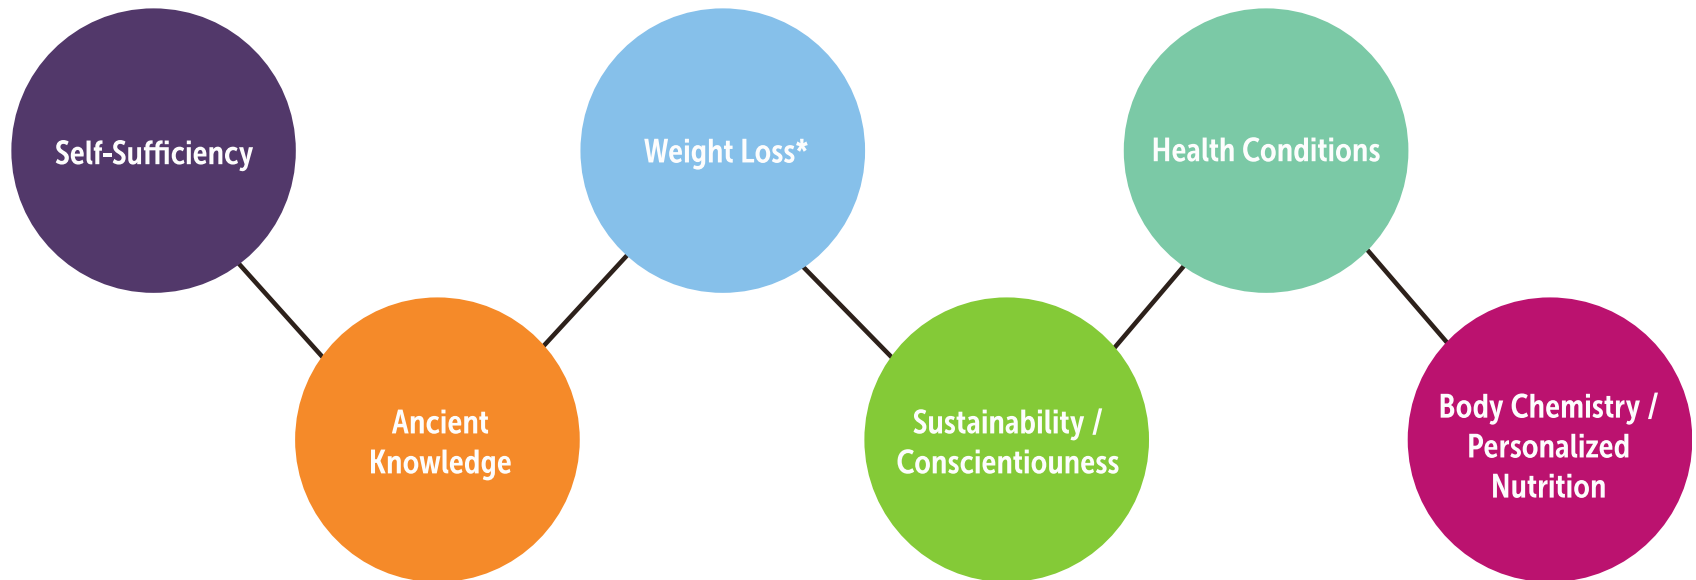 Self-Sufficiency
Ancient
Knowledge
Weight Loss*
Sustainability /
Conscientiouness
Health Conditions
Body Chemistry /
Personalized
Nutrition